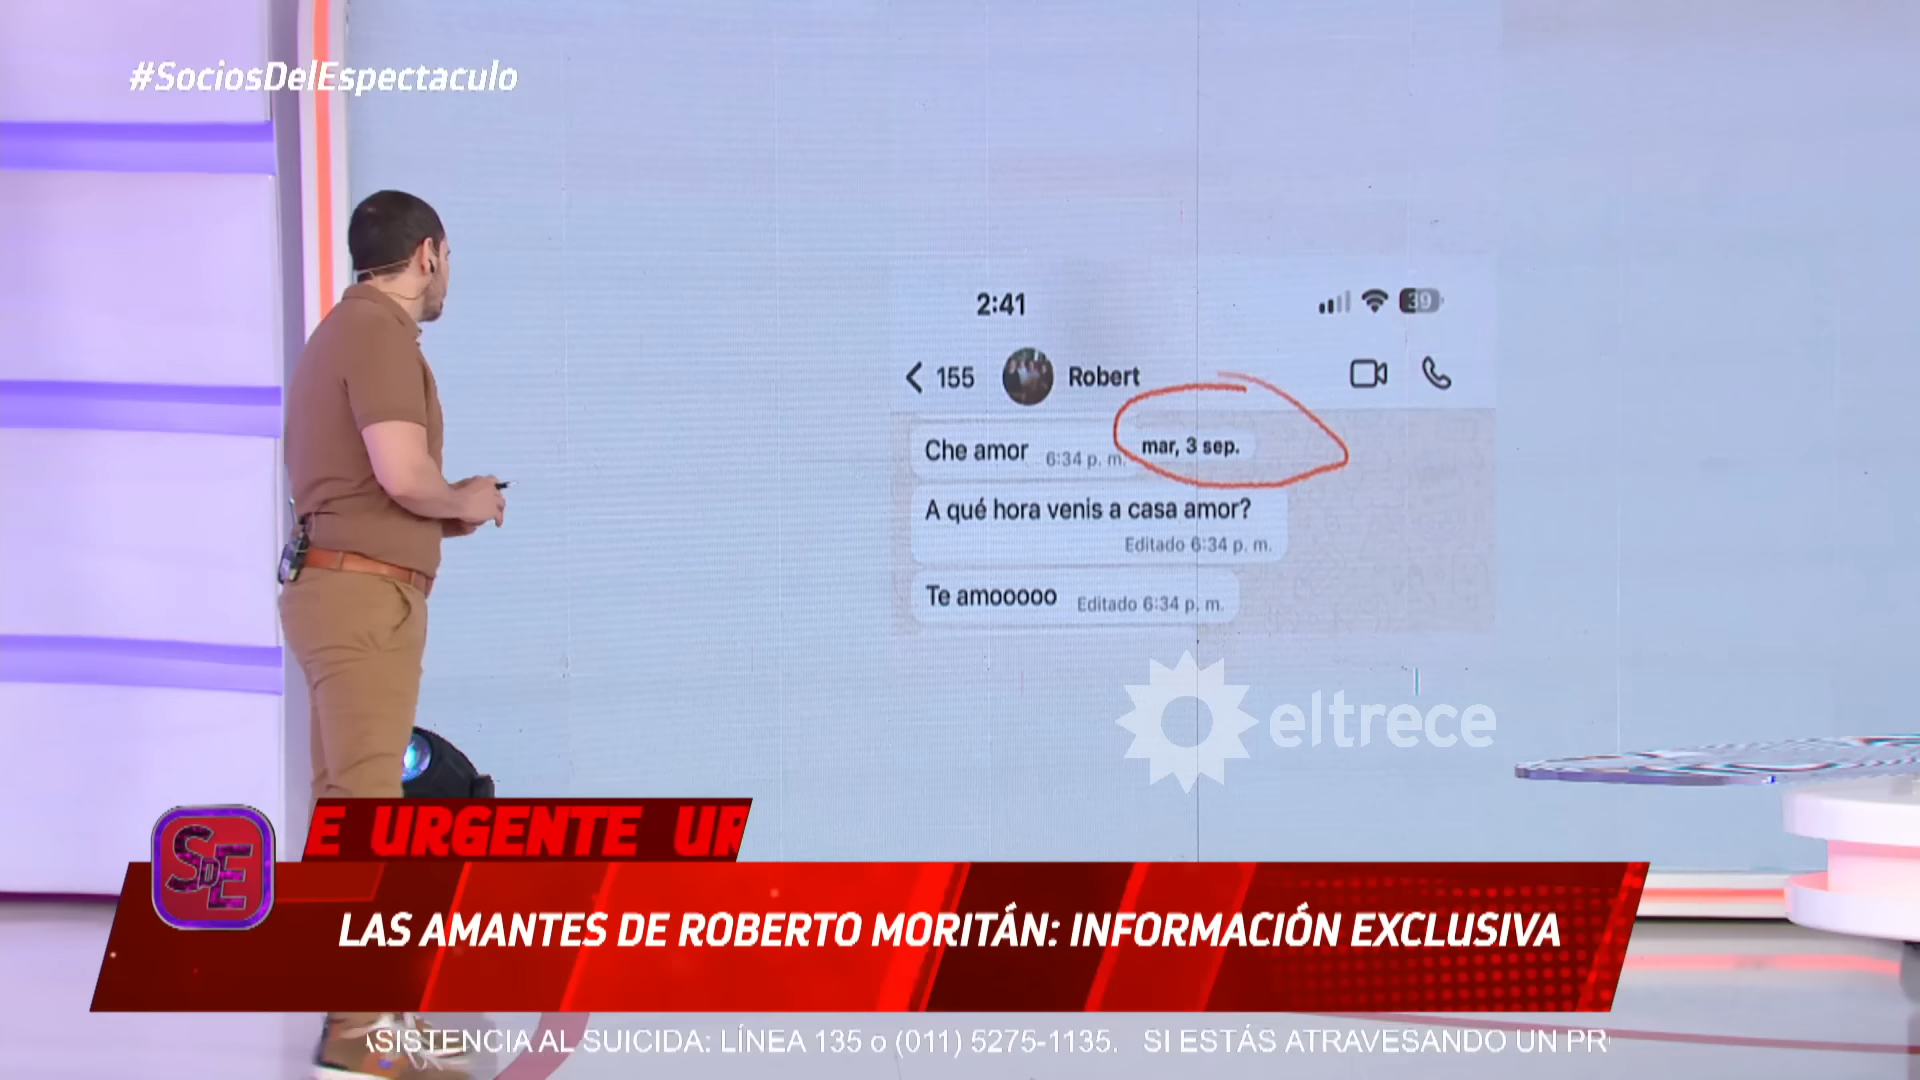 #SociosDelEspectaculo
2:41
39
155
Robert
mar, 3 sep.
Che amor 6:34 p. m.
A qué hora venis a casa amor?
Editado 6:34 p. m.
Te amooooo Editado 6:34 p. m.
eltrece
URGENTE
SDE
LAS AMANTES DE ROBERTO MORITÁN: INFORMACIÓN EXCLUSIVA
SISTENCIA AL SUICIDA: LÍNEA 135 o (011) 5275-1135. SI ESTÁS ATRAVESANDO UN PR